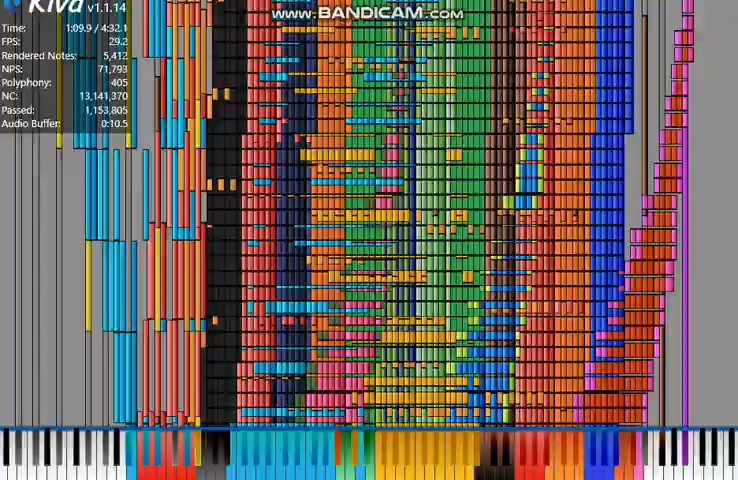 Kiva v1.1.14
www.BANDICAM.com
Time: 1:09.9 / 4:32.1
FPS: 29.2
Rendered Notes: 5,412
NPS: 71,793
Polyphony: 405
NC: 13,141,370
Passed: 1,153,805
Audio Buffer: 0:10.5